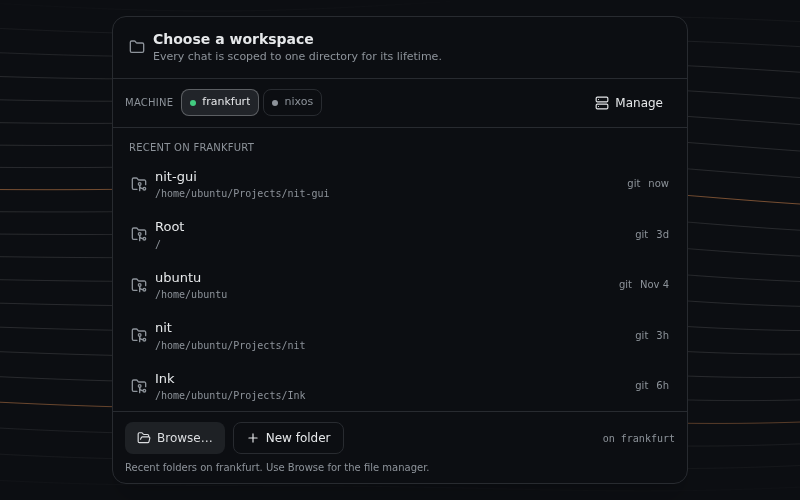 Choose a workspace
Every chat is scoped to one directory for its lifetime.
MACHINE frankfurt nixos Manage
RECENT ON FRANKFURT
nit-gui
/home/ubuntu/Projects/nit-gui
git now
Root
/
git 3d
ubuntu
/home/ubuntu
git Nov 4
nit
/home/ubuntu/Projects/nit
git 3h
Ink
/home/ubuntu/Projects/Ink
git 6h
Browse... New folder on frankfurt
Recent folders on frankfurt. Use Browse for the file manager.